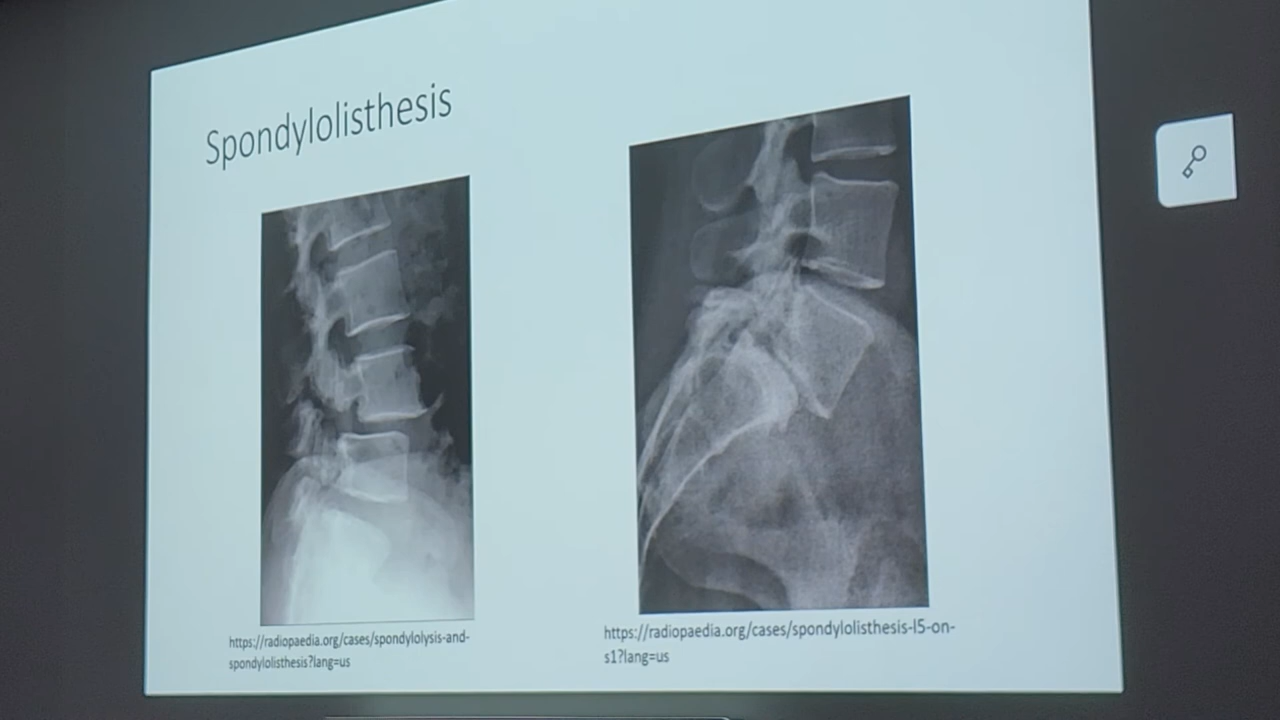 Spondylolisthesis
https://radiopaedia.org/cases/spondylolysis-and-
spondylolisthesis?lang=us
https://radiopaedia.org/cases/spondylolisthesis-l5-on-
s1?lang=us